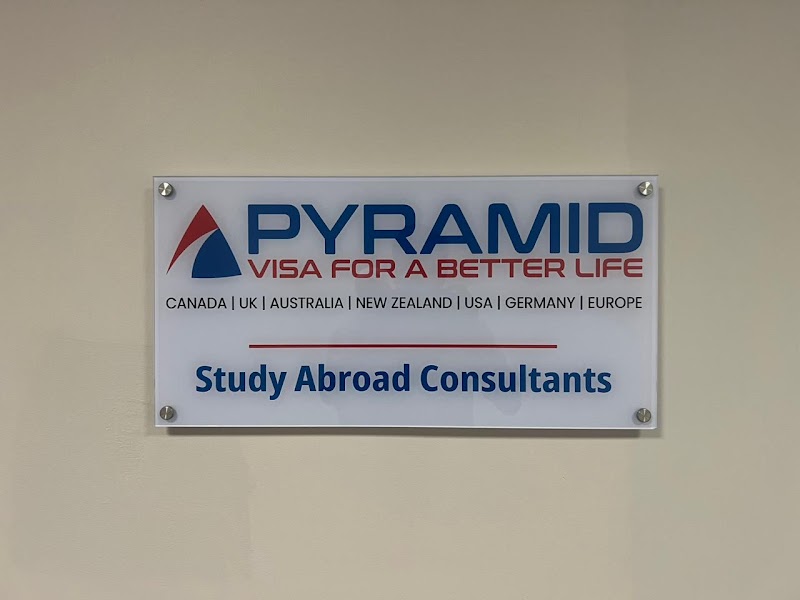 PYRAMID
VISA FOR A BETTER LIFE
CANADA | UK | AUSTRALIA | NEW ZEALAND | USA | GERMANY | EUROPE
Study Abroad Consultants